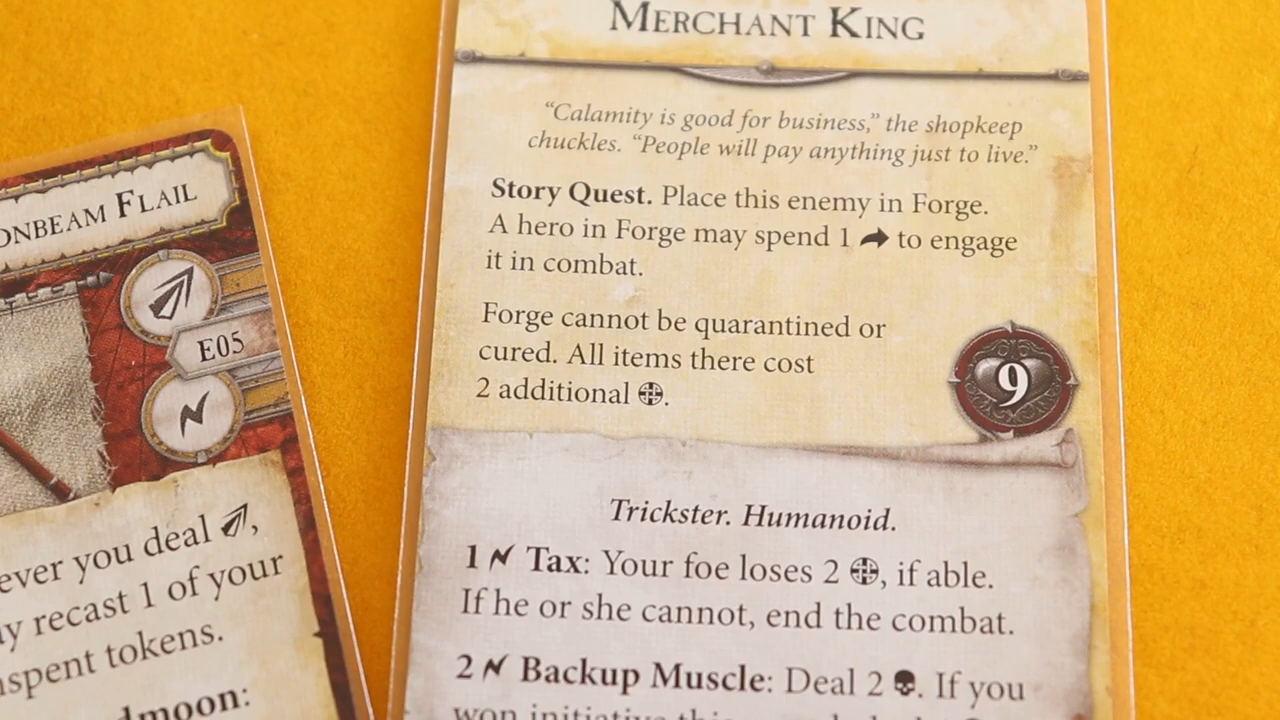 MERCHANT KING
“Calamity is good for business,” the shopkeep
chuckles. “People will pay anything just to live.”
Story Quest. Place this enemy in Forge.
A hero in Forge may spend 1 to engage
it in combat.
Forge cannot be quarantined or
cured. All items there cost
2 additional .
9
Trickster. Humanoid.
1 Tax: Your foe loses 2 , if able.
If he or she cannot, end the combat.
2 Backup Muscle: Deal 2 . If you
won initiative this
FLAIL
E05
you deal ,
recast 1 of your
tokens.